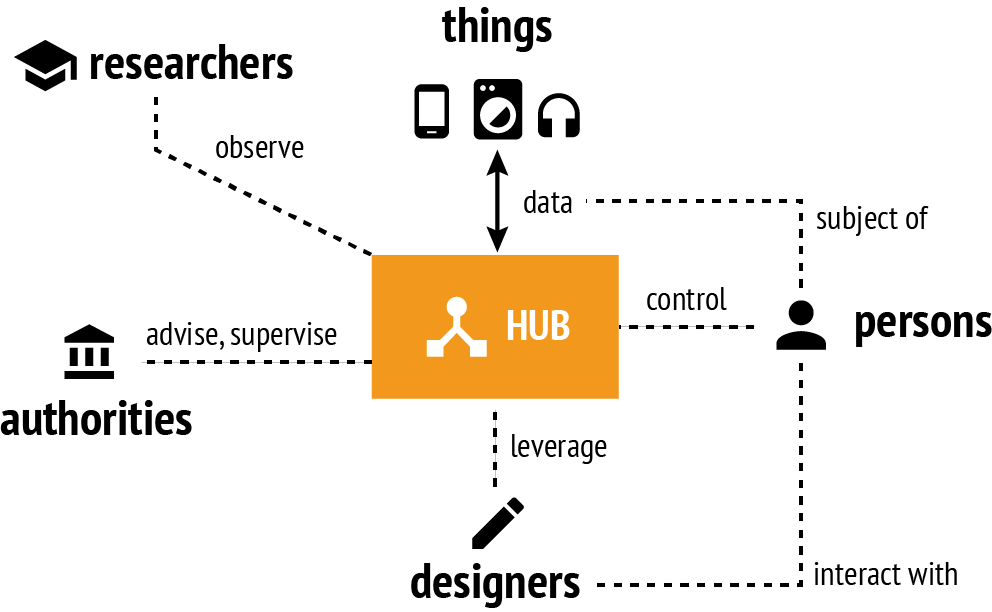 things
researchers
observe
data
subject of
control
HUB
persons
advise, supervise
authorities
leverage
designers
interact with